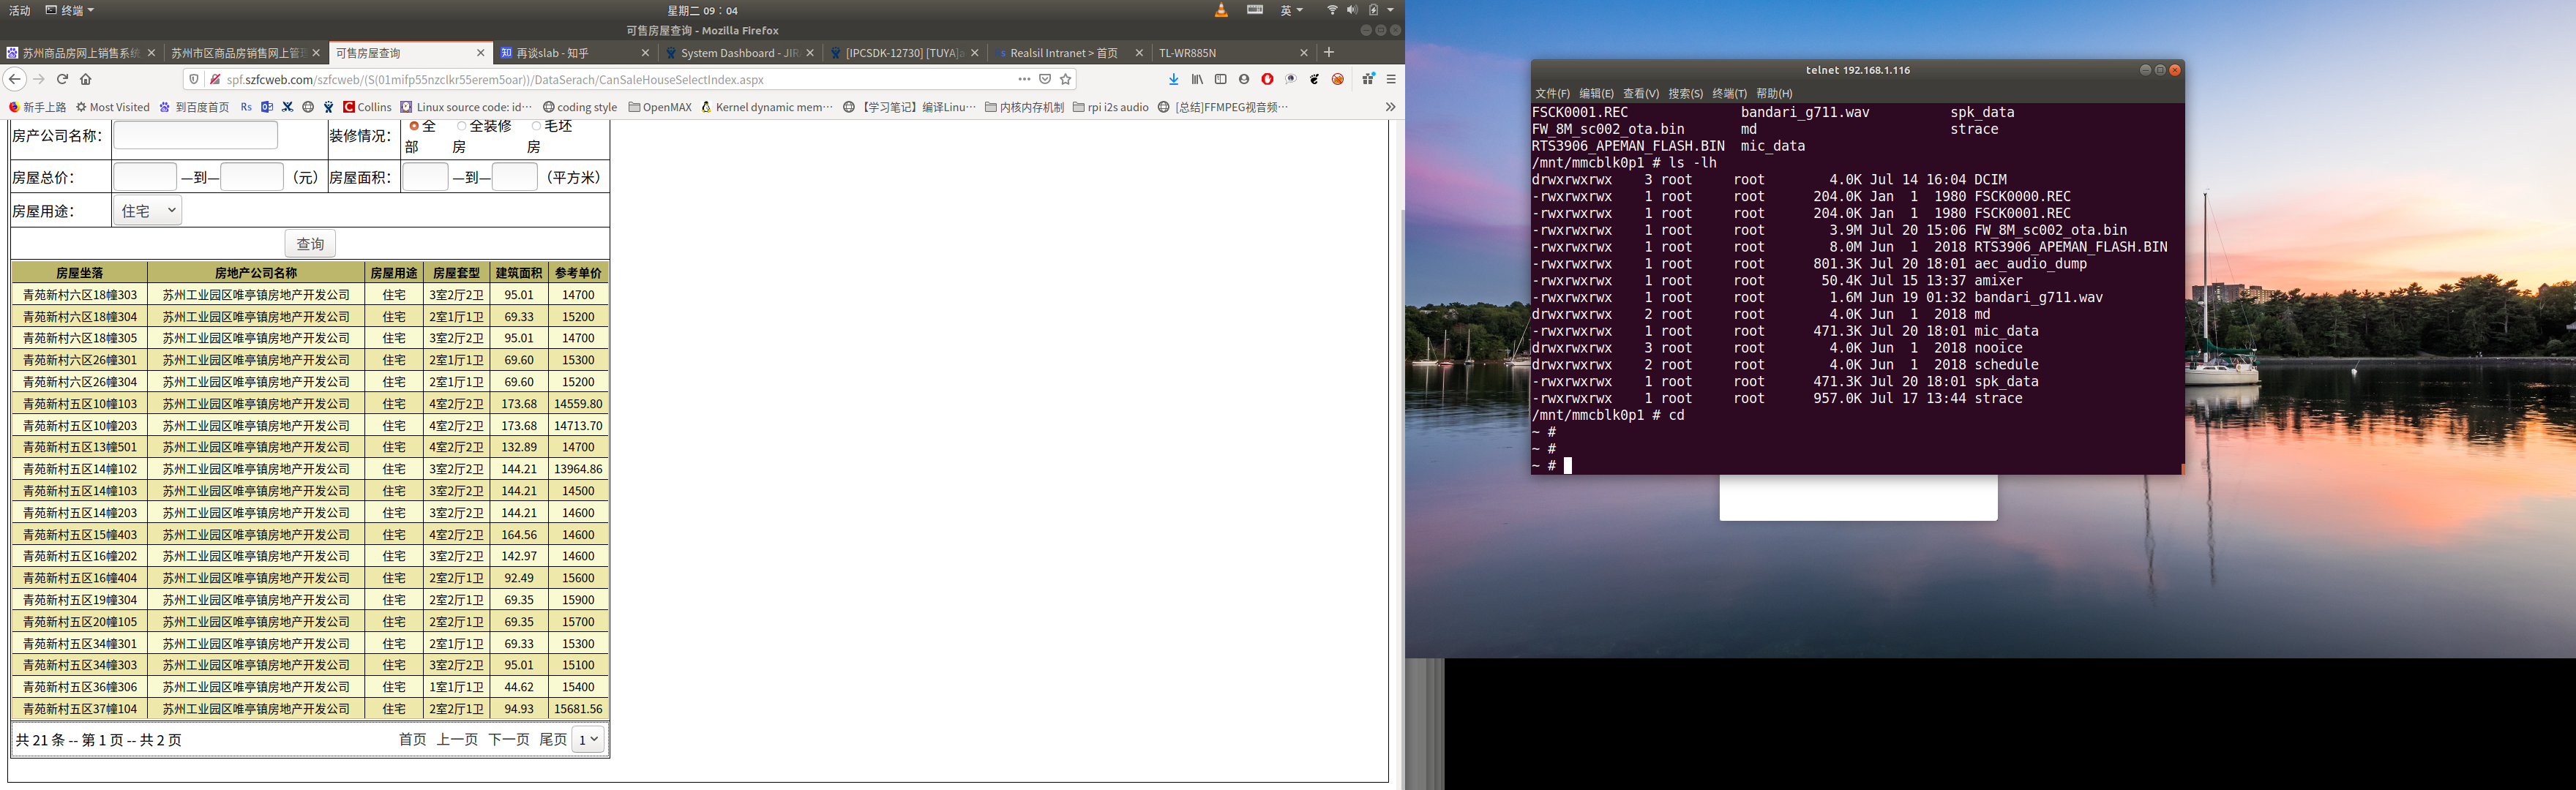 活动 终端 星期二 09：04 英
可售房屋查询 - Mozilla Firefox
苏州商品房网上销售系统 苏州市区商品房销售网上管理 可售房屋查询 再谈slab - 知乎 System Dashboard - JIR [IPCSDK-12730] [TUYA]a Realsil Intranet > 首页 TL-WR885N
spf.szfcweb.com/szfcweb/(S(01mifp55nzclkr55erem5oar))/DataSerach/CanSaleHouseSelectIndex.aspx
新手上路 Most Visited 到百度首页 Rs Collins Linux source code: id… coding style OpenMAX Kernel dynamic mem… 【学习笔记】编译Linu… 内核内存机制 rpi i2s audio [总结]FFMPEG视音频…
房产公司名称： 装修情况： 全部 全装修房 毛坯房
房屋总价： —到— （元） 房屋面积： —到— （平方米）
房屋用途： 住宅
查询
房屋坐落 房地产公司名称 房屋用途 房屋套型 建筑面积 参考单价
青苑新村六区18幢303 苏州工业园区唯亭镇房地产开发公司 住宅 3室2厅2卫 95.01 14700
青苑新村六区18幢304 苏州工业园区唯亭镇房地产开发公司 住宅 2室1厅1卫 69.33 15200
青苑新村六区18幢305 苏州工业园区唯亭镇房地产开发公司 住宅 3室2厅2卫 95.01 14700
青苑新村六区26幢301 苏州工业园区唯亭镇房地产开发公司 住宅 2室1厅1卫 69.60 15300
青苑新村六区26幢304 苏州工业园区唯亭镇房地产开发公司 住宅 2室1厅1卫 69.60 15200
青苑新村五区10幢103 苏州工业园区唯亭镇房地产开发公司 住宅 4室2厅2卫 173.68 14559.80
青苑新村五区10幢203 苏州工业园区唯亭镇房地产开发公司 住宅 4室2厅2卫 173.68 14713.70
青苑新村五区13幢501 苏州工业园区唯亭镇房地产开发公司 住宅 4室2厅2卫 132.89 14700
青苑新村五区14幢102 苏州工业园区唯亭镇房地产开发公司 住宅 3室2厅2卫 144.21 13964.86
青苑新村五区14幢103 苏州工业园区唯亭镇房地产开发公司 住宅 3室2厅2卫 144.21 14500
青苑新村五区14幢203 苏州工业园区唯亭镇房地产开发公司 住宅 3室2厅2卫 144.21 14600
青苑新村五区15幢403 苏州工业园区唯亭镇房地产开发公司 住宅 4室2厅2卫 164.56 14600
青苑新村五区16幢202 苏州工业园区唯亭镇房地产开发公司 住宅 3室2厅2卫 142.97 14600
青苑新村五区16幢404 苏州工业园区唯亭镇房地产开发公司 住宅 2室2厅1卫 92.49 15600
青苑新村五区19幢304 苏州工业园区唯亭镇房地产开发公司 住宅 2室2厅1卫 69.35 15900
青苑新村五区20幢105 苏州工业园区唯亭镇房地产开发公司 住宅 2室2厅1卫 69.35 15700
青苑新村五区34幢301 苏州工业园区唯亭镇房地产开发公司 住宅 2室1厅1卫 69.33 15300
青苑新村五区34幢303 苏州工业园区唯亭镇房地产开发公司 住宅 3室2厅2卫 95.01 15100
青苑新村五区36幢306 苏州工业园区唯亭镇房地产开发公司 住宅 1室1厅1卫 44.62 15400
青苑新村五区37幢104 苏州工业园区唯亭镇房地产开发公司 住宅 2室2厅1卫 94.93 15681.56
共 21 条 -- 第 1 页 -- 共 2 页 首页 上一页 下一页 尾页 1
telnet 192.168.1.116
文件(F) 编辑(E) 查看(V) 搜索(S) 终端(T) 帮助(H)
FSCK0001.REC bandari_g711.wav spk_data
FW_8M_sc002_ota.bin md strace
RTS3906_APEMAN_FLASH.BIN mic_data
/mnt/mmcblk0p1 # ls -lh
drwxrwxrwx 3 root root 4.0K Jul 14 16:04 DCIM
-rwxrwxrwx 1 root root 204.0K Jan 1 1980 FSCK0000.REC
-rwxrwxrwx 1 root root 204.0K Jan 1 1980 FSCK0001.REC
-rwxrwxrwx 1 root root 3.9M Jul 20 15:06 FW_8M_sc002_ota.bin
-rwxrwxrwx 1 root root 8.0M Jun 1 2018 RTS3906_APEMAN_FLASH.BIN
-rwxrwxrwx 1 root root 801.3K Jul 20 18:01 aec_audio_dump
-rwxrwxrwx 1 root root 50.4K Jul 15 13:37 amixer
-rwxrwxrwx 1 root root 1.6M Jun 19 01:32 bandari_g711.wav
drwxrwxrwx 2 root root 4.0K Jun 1 2018 md
-rwxrwxrwx 1 root root 471.3K Jul 20 18:01 mic_data
drwxrwxrwx 3 root root 4.0K Jun 1 2018 nooice
drwxrwxrwx 2 root root 4.0K Jun 1 2018 schedule
-rwxrwxrwx 1 root root 471.3K Jul 20 18:01 spk_data
-rwxrwxrwx 1 root root 957.0K Jul 17 13:44 strace
/mnt/mmcblk0p1 # cd
~ #
~ #
~ #